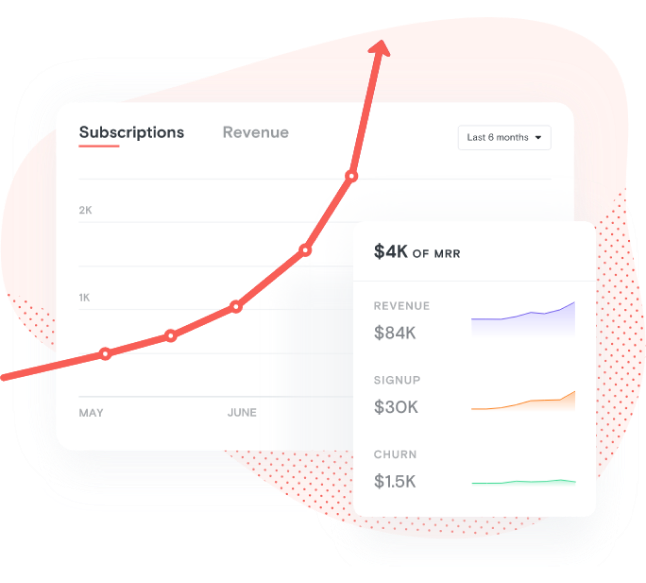 Subscriptions
Revenue
Last 6 months
2K
1K
MAY
JUNE
$4K OF MRR
REVENUE
$84K
SIGNUP
$30K
CHURN
$1.5K